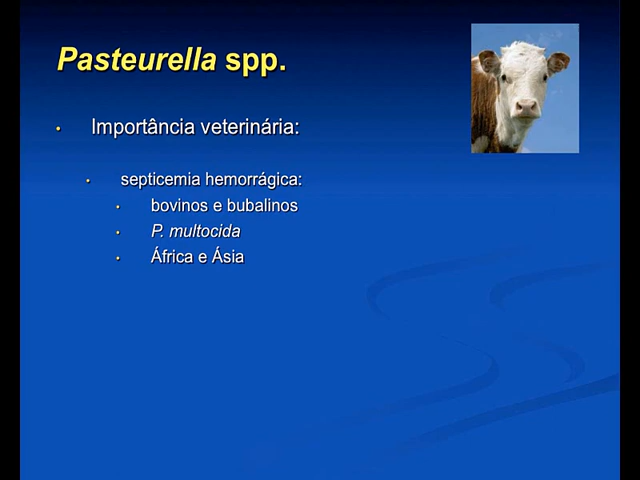 Pasteurella spp.
• Importância veterinária:
• septicemia hemorrágica:
• bovinos e bubalinos
• P. multocida
• África e Ásia